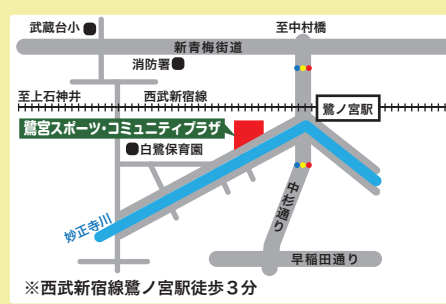 武蔵台小
至中村橋
新青梅街道
消防署
至上石神井
西武新宿線
鷺ノ宮駅
鷺宮スポーツ・コミュニティプラザ
白鷺保育園
中杉通り
妙正寺川
早稲田通り
※西武新宿線鷺ノ宮駅徒歩3分